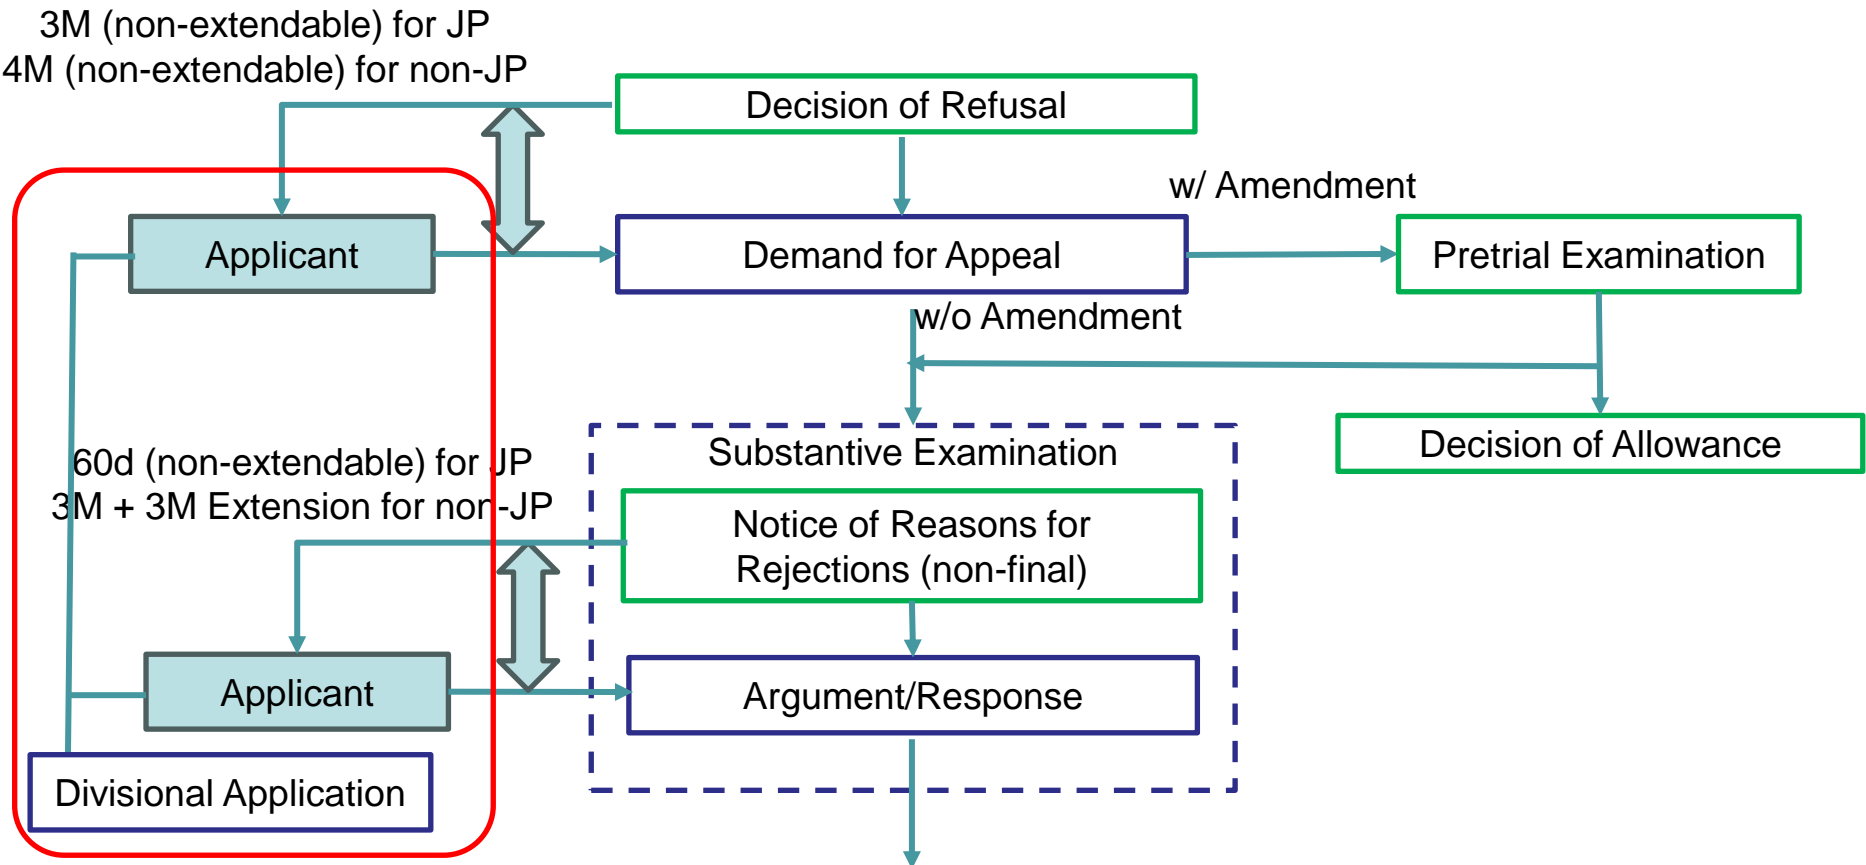 3M (non-extendable) for JP
4M (non-extendable) for non-JP
Decision of Refusal
w/ Amendment
Applicant
Demand for Appeal
Pretrial Examination
w/o Amendment
Decision of Allowance
60d (non-extendable) for JP
3M + 3M Extension for non-JP
Substantive Examination
Notice of Reasons for
Rejections (non-final)
Applicant
Argument/Response
Divisional Application